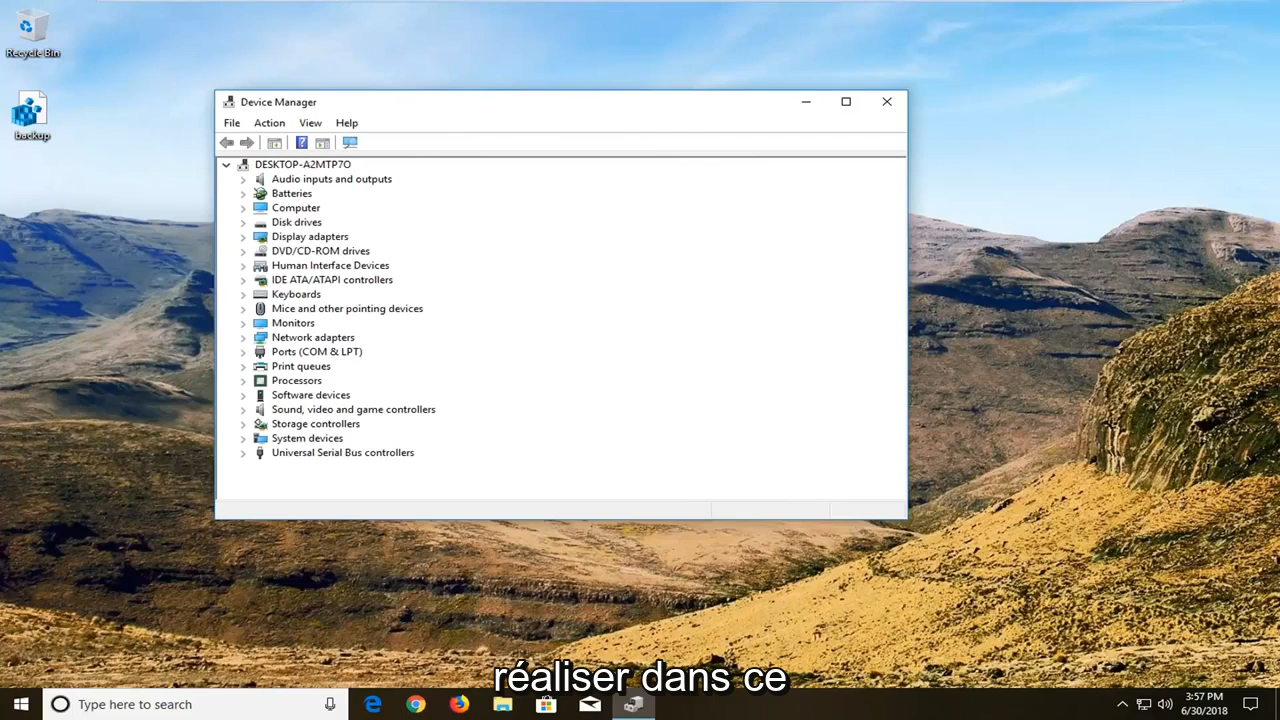 Recycle Bin
backup
Device Manager
File Action View Help
DESKTOP-A2MTP7O
Audio inputs and outputs
Batteries
Computer
Disk drives
Display adapters
DVD/CD-ROM drives
Human Interface Devices
IDE ATA/ATAPI controllers
Keyboards
Mice and other pointing devices
Monitors
Network adapters
Ports (COM & LPT)
Print queues
Processors
Software devices
Sound, video and game controllers
Storage controllers
System devices
Universal Serial Bus controllers
réaliser dans ce
Type here to search
3:57 PM
6/30/2018